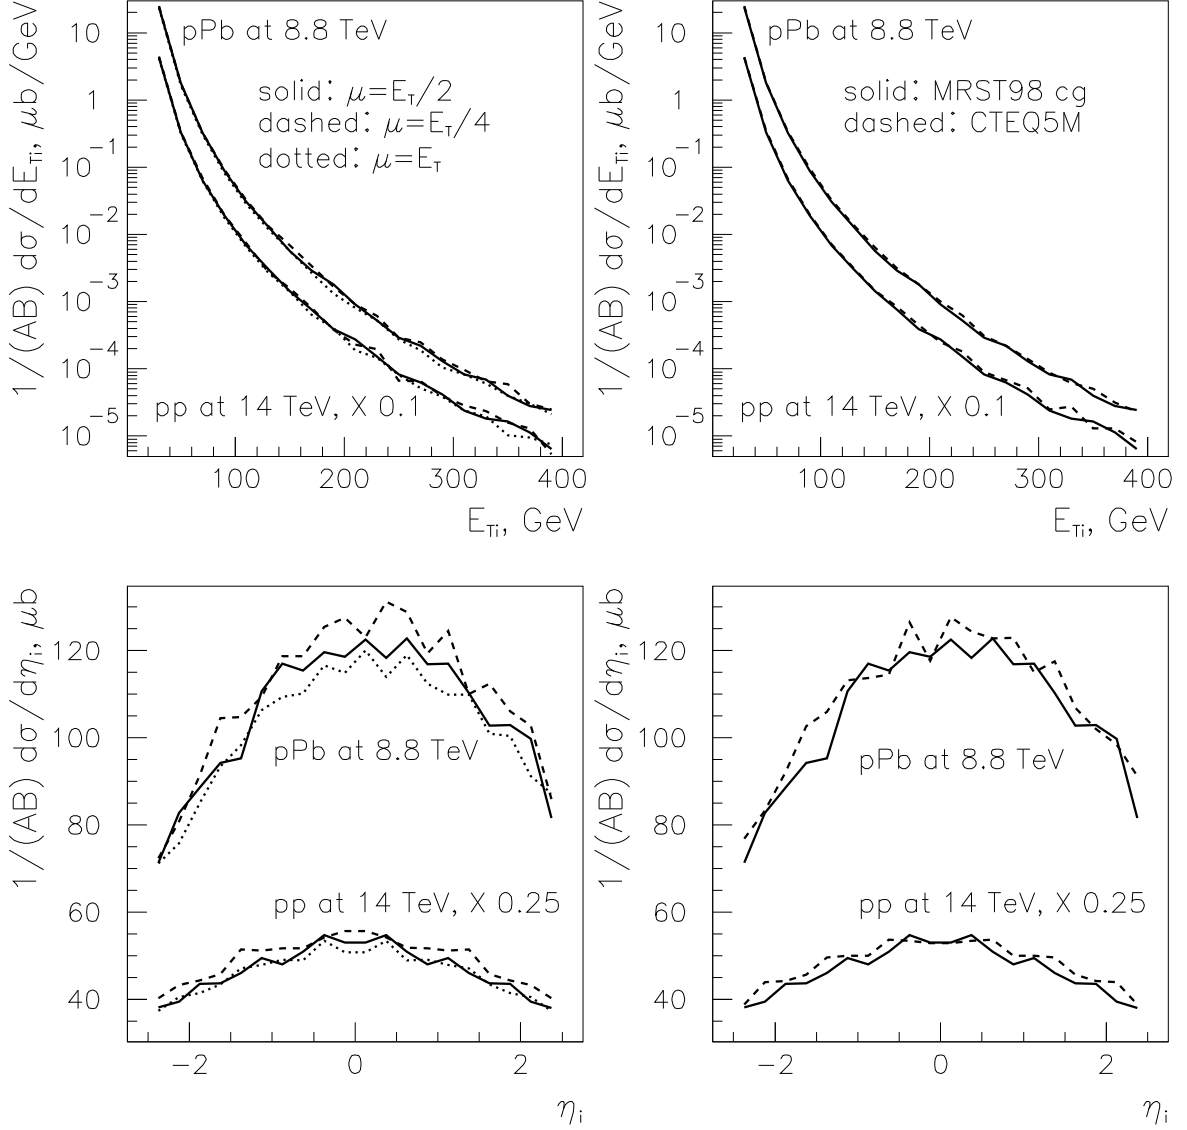 1/(AB) dσ/dE_Ti, μb/GeV
10
1
10^-1
10^-2
10^-3
10^-4
10^-5
10
pPb at 8.8 TeV
solid: μ=E_T/2
dashed: μ=E_T/4
dotted: μ=E_T
pp at 14 TeV, X 0.1
100 200 300 400
E_Ti, GeV
1/(AB) dσ/dE_Ti, μb/GeV
10
1
10^-1
10^-2
10^-3
10^-4
10^-5
10
pPb at 8.8 TeV
solid: MRST98 cg
dashed: CTEQ5M
pp at 14 TeV, X 0.1
100 200 300 400
E_Ti, GeV
1/(AB) dσ/dη_i, μb
120
100
80
60
40
pPb at 8.8 TeV
pp at 14 TeV, X 0.25
−2 0 2
η_i
1/(AB) dσ/dη_i, μb
120
100
80
60
40
pPb at 8.8 TeV
pp at 14 TeV, X 0.25
−2 0 2
η_i